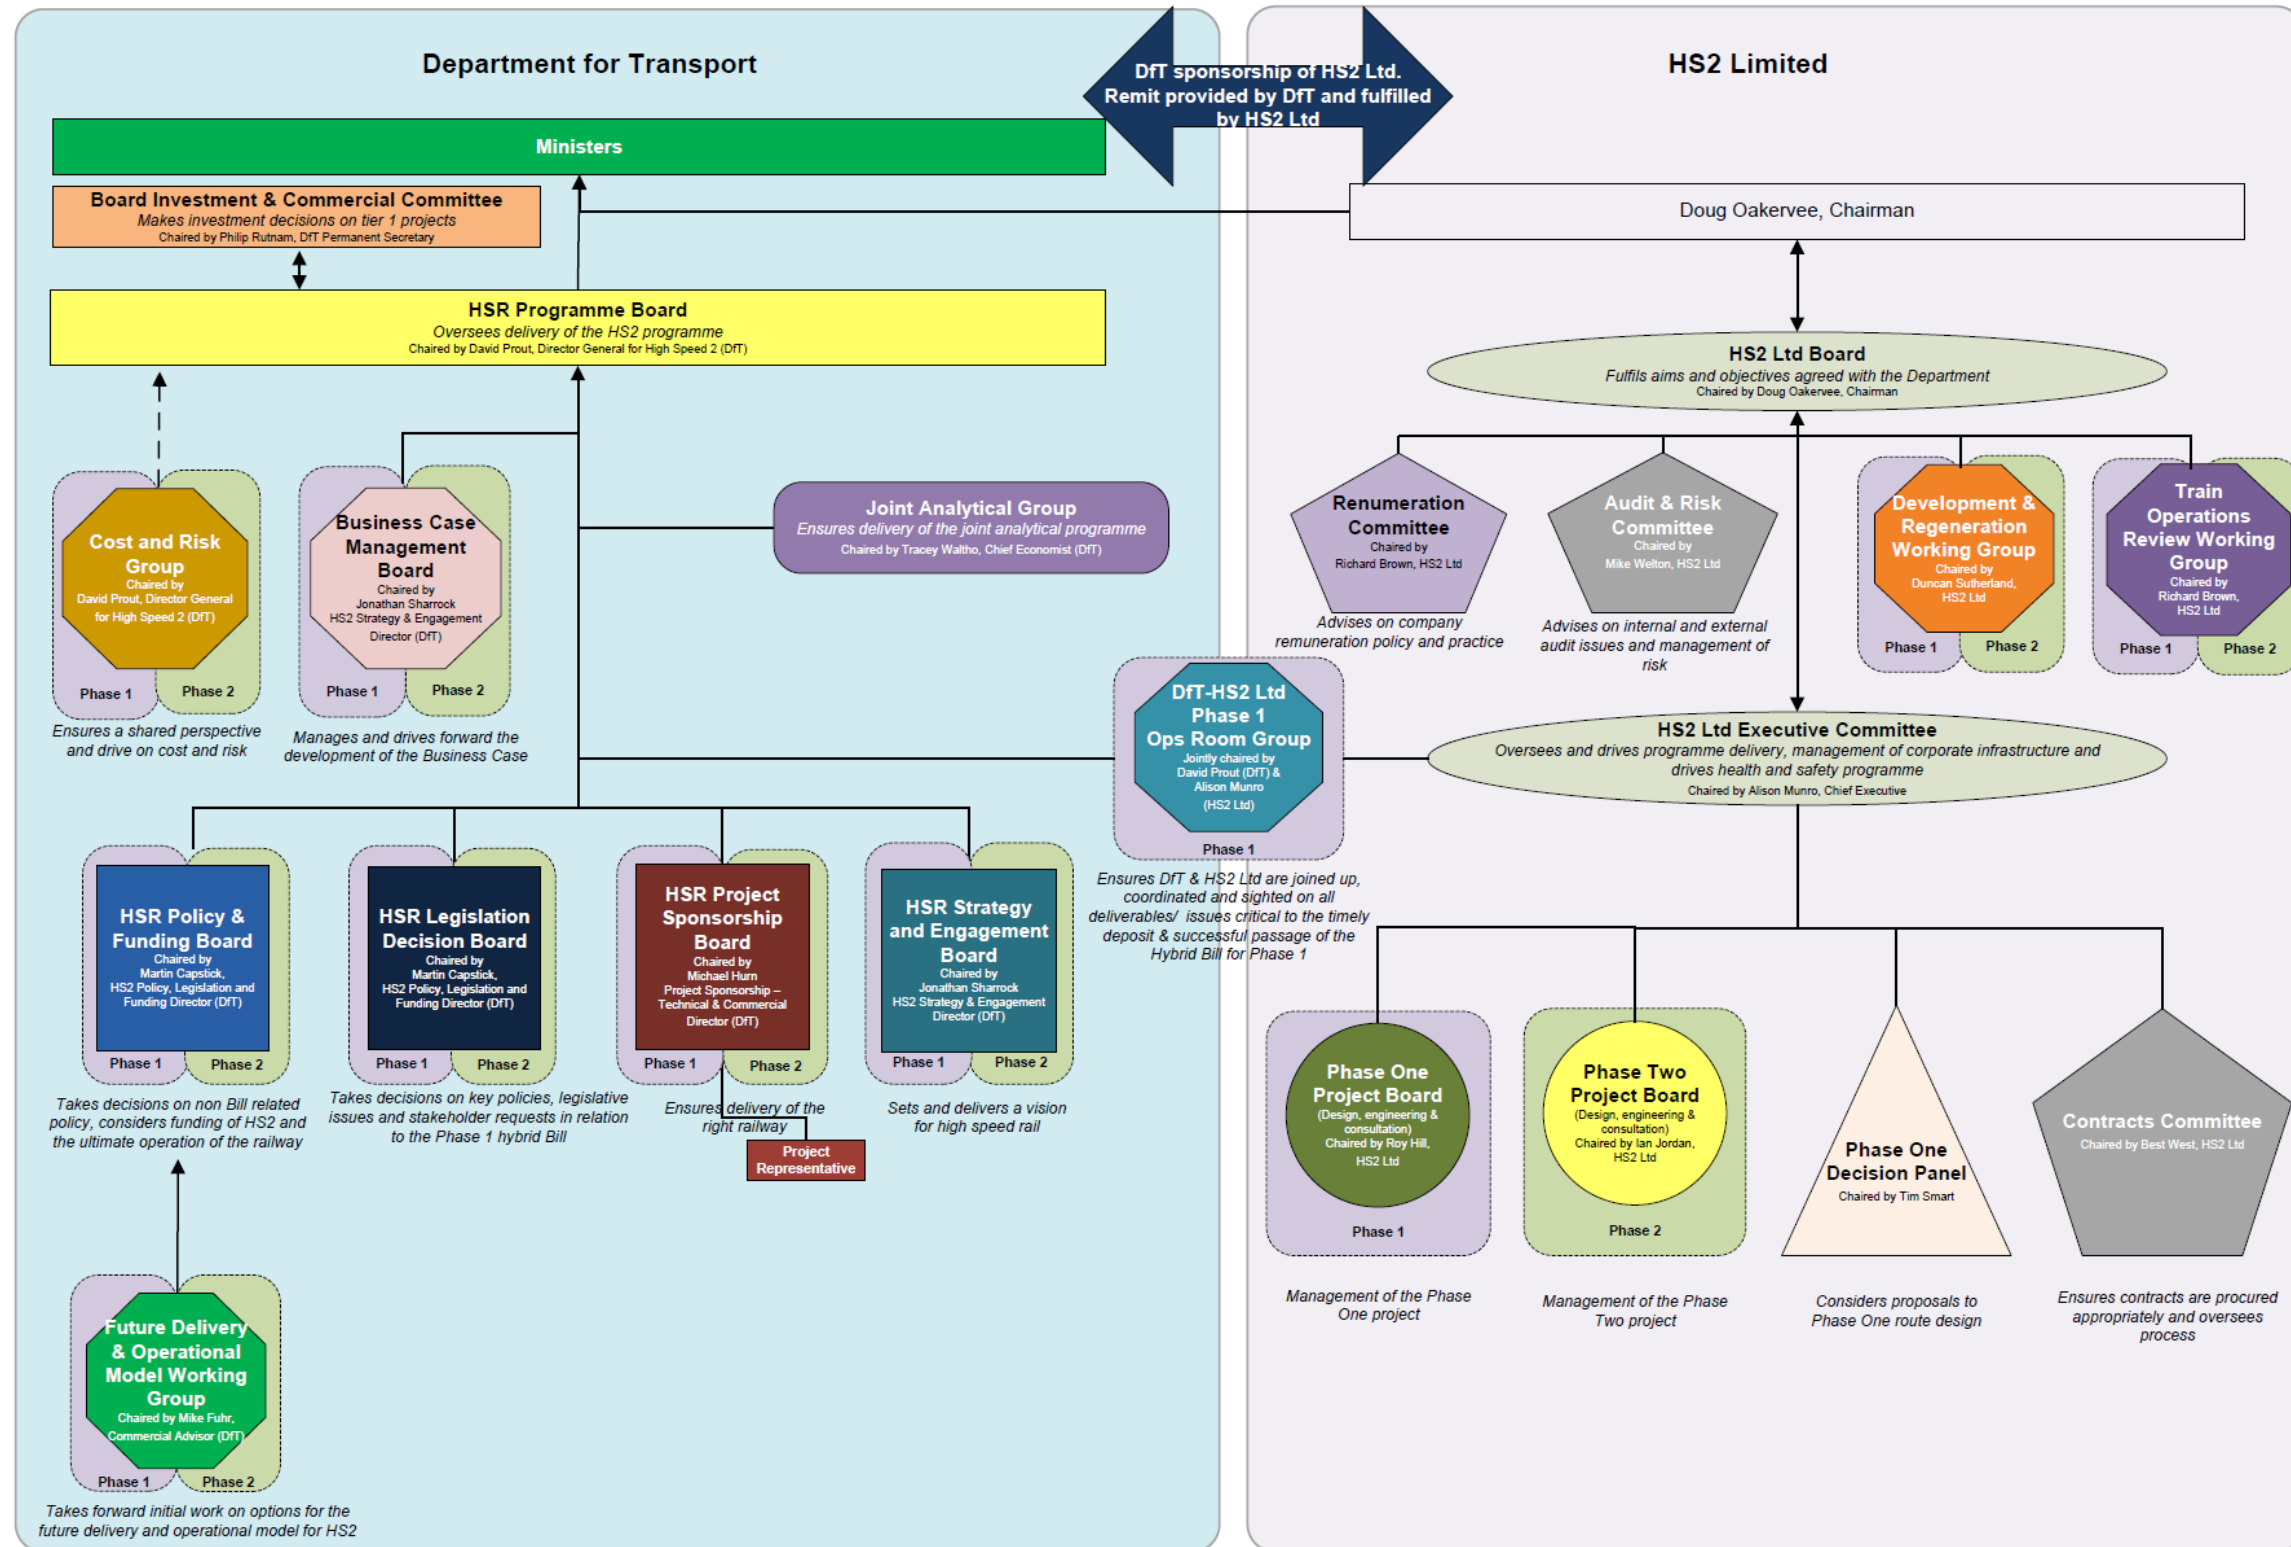 Department for Transport
DfT sponsorship of HS2 Ltd.
Remit provided by DfT and fulfilled
by HS2 Ltd
HS2 Limited
Ministers
Board Investment & Commercial Committee
Makes investment decisions on tier 1 projects
Chaired by Philip Rutnam, DfT Permanent Secretary
Doug Oakervee, Chairman
HSR Programme Board
Oversees delivery of the HS2 programme
Chaired by David Prout, Director General for High Speed 2 (DfT)
HS2 Ltd Board
Fulfils aims and objectives agreed with the Department
Chaired by Doug Oakervee, Chairman
Cost and Risk
Group
Chaired by
David Prout, Director General
for High Speed 2 (DfT)
Phase 1
Phase 2
Ensures a shared perspective
and drive on cost and risk
Business Case
Management
Board
Chaired by
Jonathan Sharrock
HS2 Strategy & Engagement
Director (DfT)
Phase 1
Phase 2
Manages and drives forward the
development of the Business Case
Joint Analytical Group
Ensures delivery of the joint analytical programme
Chaired by Tracey Waltho, Chief Economist (DfT)
Renumeration
Committee
Chaired by
Richard Brown, HS2 Ltd
Advises on company
remuneration policy and practice
Audit & Risk
Committee
Chaired by
Mike Welton, HS2 Ltd
Advises on internal and external
audit issues and management of
risk
Development &
Regeneration
Working Group
Chaired by
Duncan Sutherland,
HS2 Ltd
Phase 1
Phase 2
Train
Operations
Review Working
Group
Chaired by
Richard Brown,
HS2 Ltd
Phase 1
Phase 2
DfT-HS2 Ltd
Phase 1
Ops Room Group
Jointly chaired by
David Prout (DfT) &
Alison Munro
(HS2 Ltd)
Phase 1
Ensures DfT & HS2 Ltd are joined up,
coordinated and sighted on all
deliverables/ issues critical to the timely
deposit & successful passage of the
Hybrid Bill for Phase 1
HS2 Ltd Executive Committee
Oversees and drives programme delivery, management of corporate infrastructure and
drives health and safety programme
Chaired by Alison Munro, Chief Executive
HSR Policy &
Funding Board
Chaired by
Martin Capstick,
HS2 Policy, Legislation and
Funding Director (DfT)
Phase 1
Phase 2
Takes decisions on non Bill related
policy, considers funding of HS2 and
the ultimate operation of the railway
HSR Legislation
Decision Board
Chaired by
Martin Capstick,
HS2 Policy, Legislation and
Funding Director (DfT)
Phase 1
Phase 2
Takes decisions on key policies, legislative
issues and stakeholder requests in relation
to the Phase 1 hybrid Bill
HSR Project
Sponsorship
Board
Chaired by
Michael Hurn
Project Sponsorship –
Technical & Commercial
Director (DfT)
Phase 1
Phase 2
Ensures delivery of the
right railway
Project
Representative
HSR Strategy
and Engagement
Board
Chaired by
Jonathan Sharrock
HS2 Strategy & Engagement
Director (DfT)
Phase 1
Phase 2
Sets and delivers a vision
for high speed rail
Phase One
Project Board
(Design, engineering &
consultation)
Chaired by Roy Hill,
HS2 Ltd
Phase 1
Management of the Phase
One project
Phase Two
Project Board
(Design, engineering &
consultation)
Chaired by Ian Jordan,
HS2 Ltd
Phase 2
Management of the Phase
Two project
Phase One
Decision Panel
Chaired by Tim Smart
Considers proposals to
Phase One route design
Contracts Committee
Chaired by Best West, HS2 Ltd
Ensures contracts are procured
appropriately and oversees
process
Future Delivery
& Operational
Model Working
Group
Chaired by Mike Fuhr,
Commercial Advisor (DfT)
Phase 1
Phase 2
Takes forward initial work on options for the
future delivery and operational model for HS2